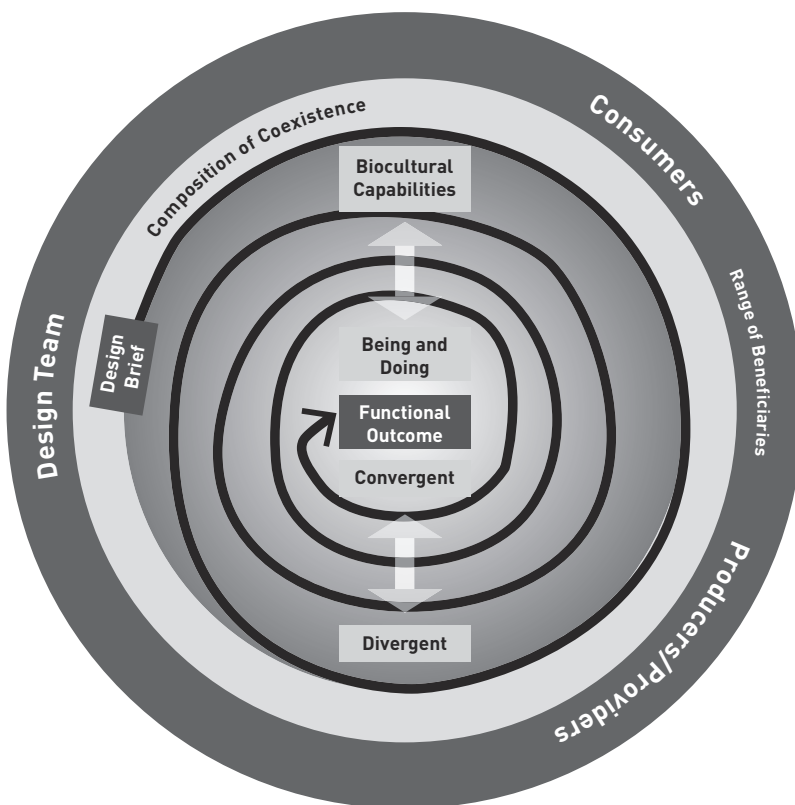 Composition of Coexistence
Consumers
Range of Beneficiaries
Producers/Providers
Design Team
Design
Brief
Biocultural
Capabilities
Being and
Doing
Functional
Outcome
Convergent
Divergent